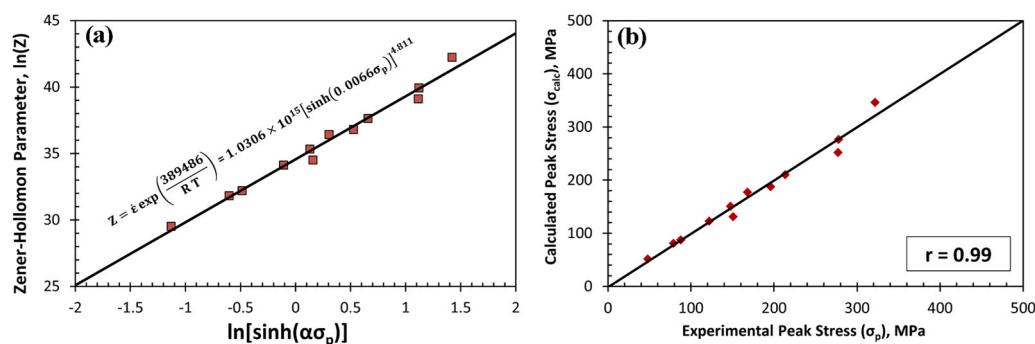 (a)
Zener-Hollomon Parameter, ln(Z)
45
40
35
30
25
Z = ε̇ exp(389486 / R T) = 1.0306 × 10¹⁵[sinh(0.0066σₚ)]⁴·⁸¹¹
-2 -1.5 -1 -0.5 0 0.5 1 1.5 2
ln[sinh(ασₚ)]
(b)
Calculated Peak Stress (σcalc), MPa
500
400
300
200
100
0
r = 0.99
0 100 200 300 400 500
Experimental Peak Stress (σₚ), MPa